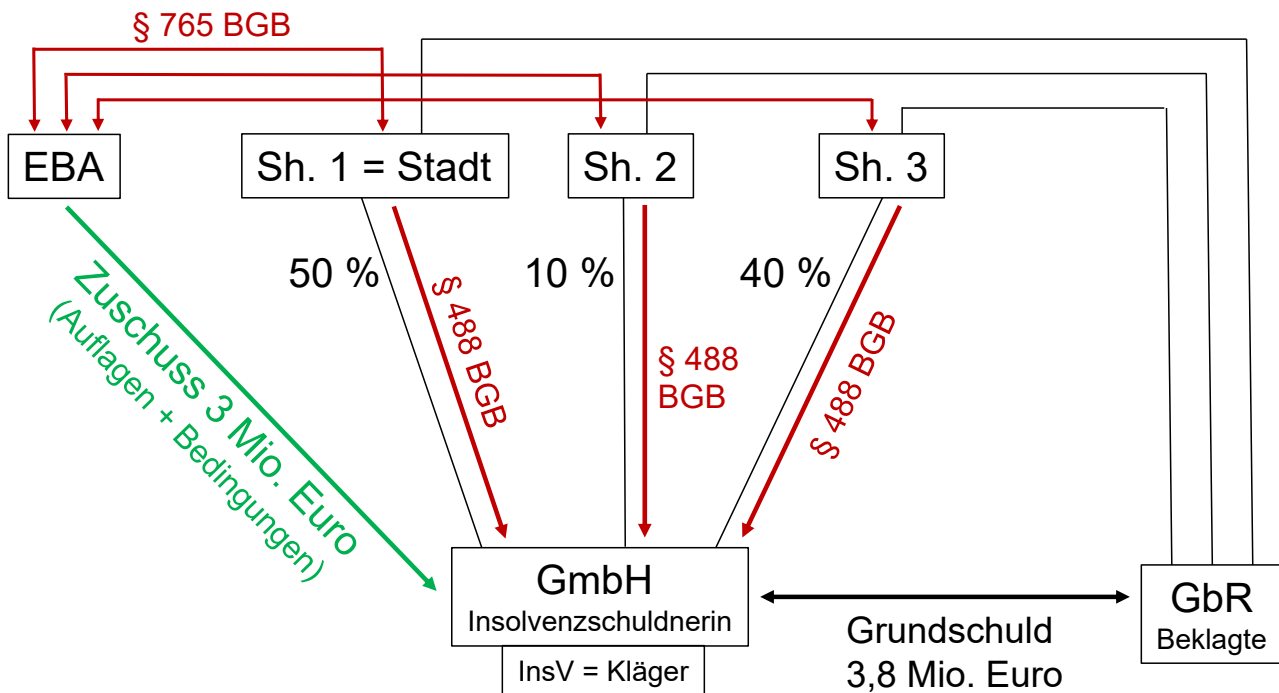 § 765 BGB
EBA
Sh. 1 = Stadt
Sh. 2
Sh. 3
50 %
10 %
40 %
Zuschuss 3 Mio. Euro
(Auflagen + Bedingungen)
§ 488 BGB
§ 488
BGB
§ 488 BGB
GmbH
Insolvenzschuldnerin
InsV = Kläger
Grundschuld
3,8 Mio. Euro
GbR
Beklagte